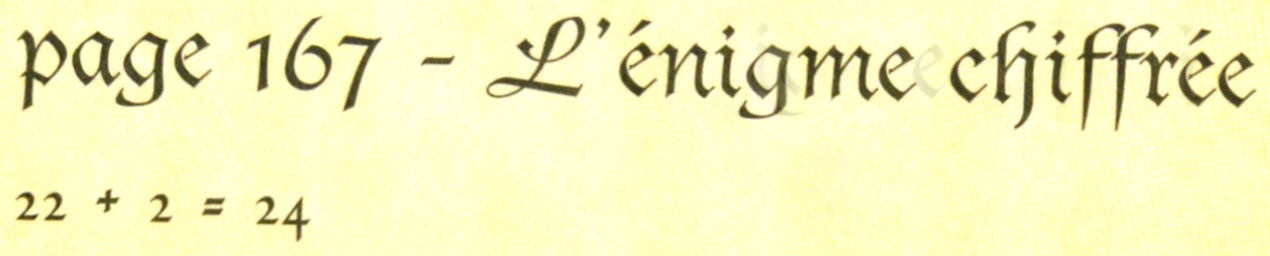 page 167 - L'énigme chiffrée
22 + 2 = 24